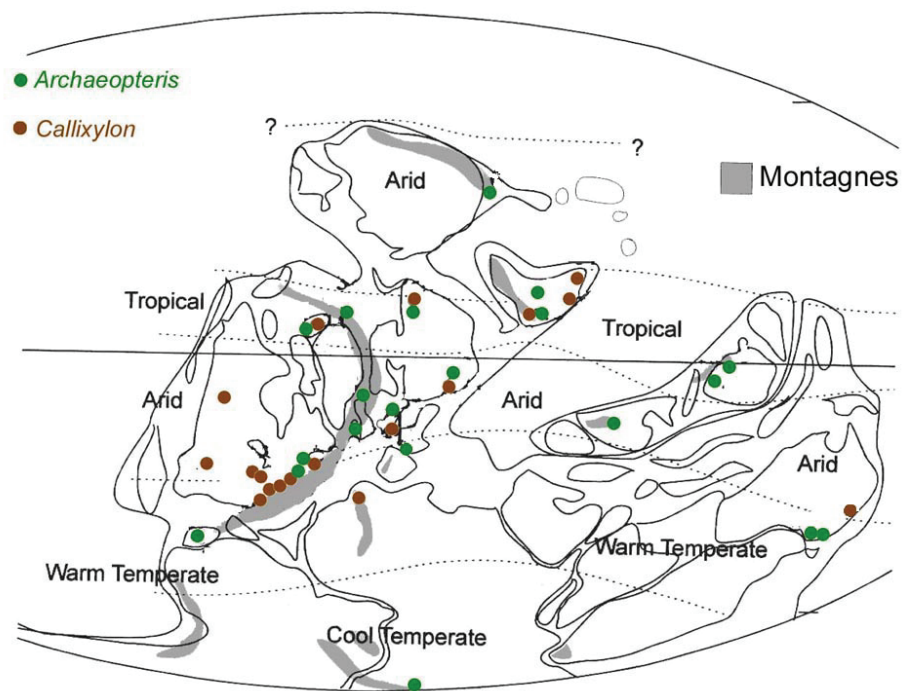 Archaeopteris
Callixylon
?
?
Arid
Montagnes
Tropical
Tropical
Arid
Arid
Arid
Warm Temperate
Warm Temperate
Cool Temperate